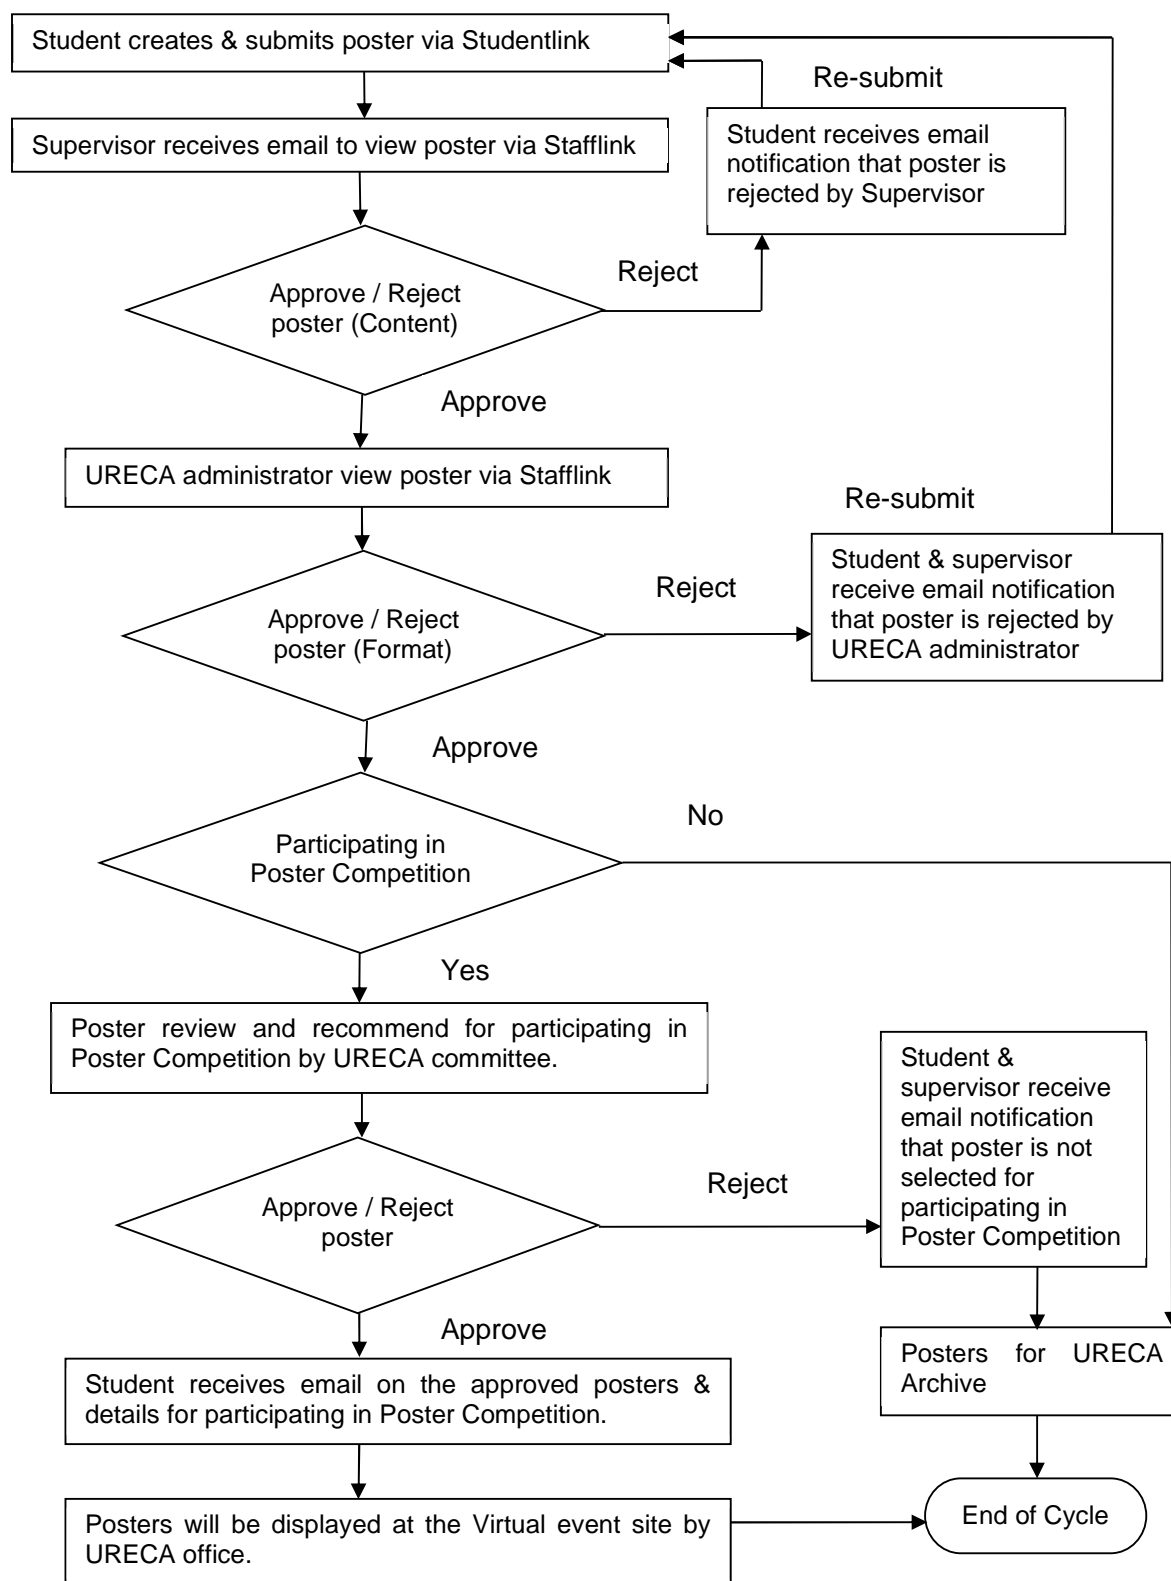 Student creates & submits poster via Studentlink
Re-submit
Supervisor receives email to view poster via Stafflink
Student receives email
notification that poster is
rejected by Supervisor
Reject
Approve / Reject
poster (Content)
Approve
URECA administrator view poster via Stafflink
Re-submit
Student & supervisor
receive email notification
that poster is rejected by
URECA administrator
Reject
Approve / Reject
poster (Format)
Approve
No
Participating in
Poster Competition
Yes
Poster review and recommend for participating in
Poster Competition by URECA committee.
Student &
supervisor receive
email notification
that poster is not
selected for
participating in
Poster Competition
Reject
Approve / Reject
poster
Approve
Posters for URECA
Archive
Student receives email on the approved posters &
details for participating in Poster Competition.
Posters will be displayed at the Virtual event site by
URECA office.
End of Cycle